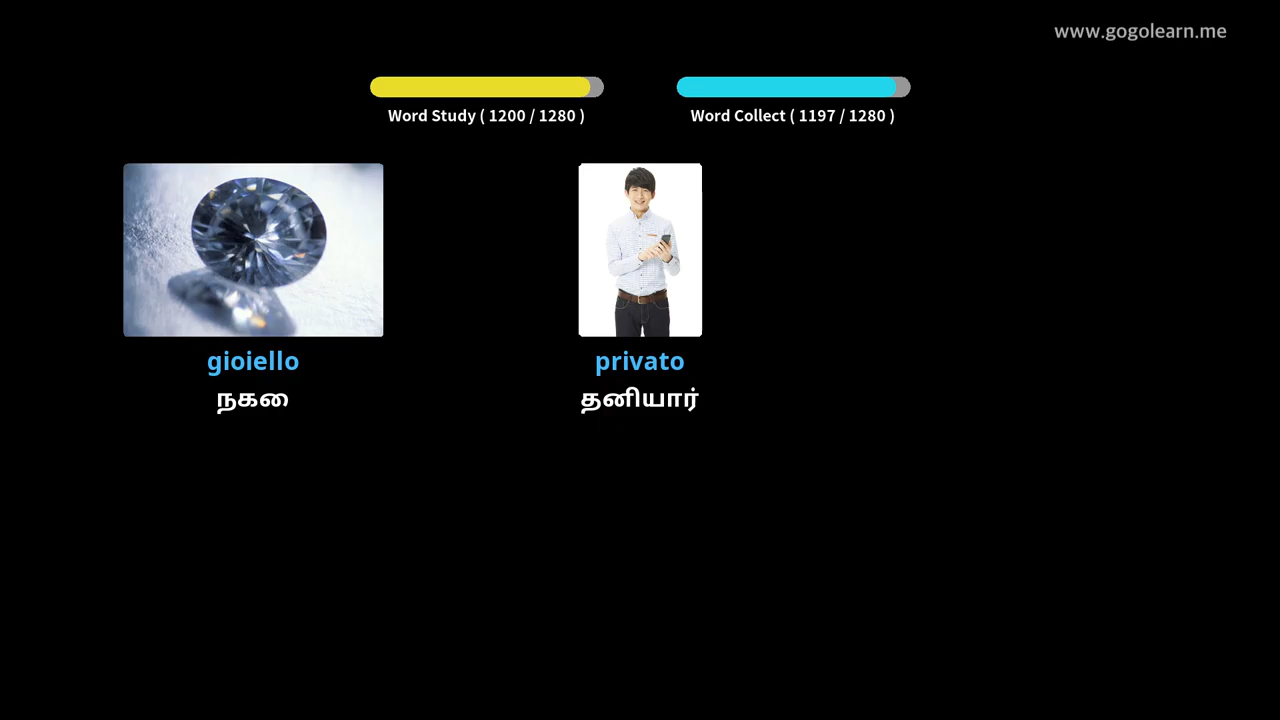 www.gogolearn.me
Word Study ( 1200 / 1280 )
Word Collect ( 1197 / 1280 )
gioiello
நகை
privato
தனியார்